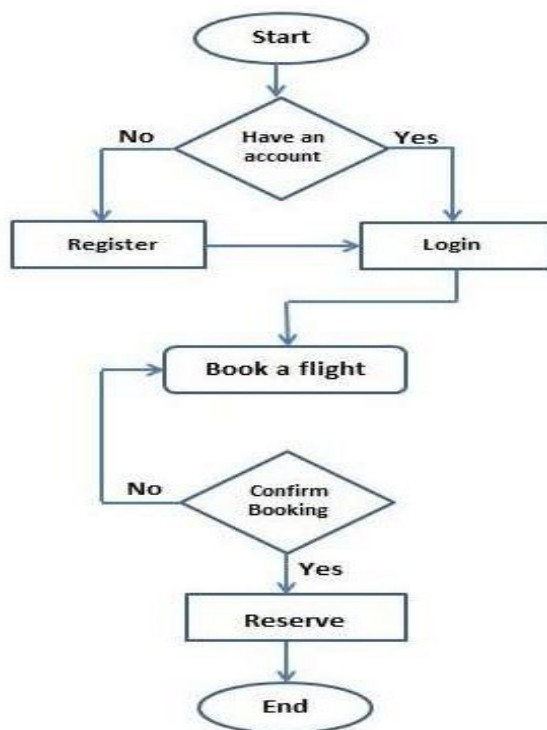 Start
No
Have an
account
Yes
Register
Login
Book a flight
No
Confirm
Booking
Yes
Reserve
End